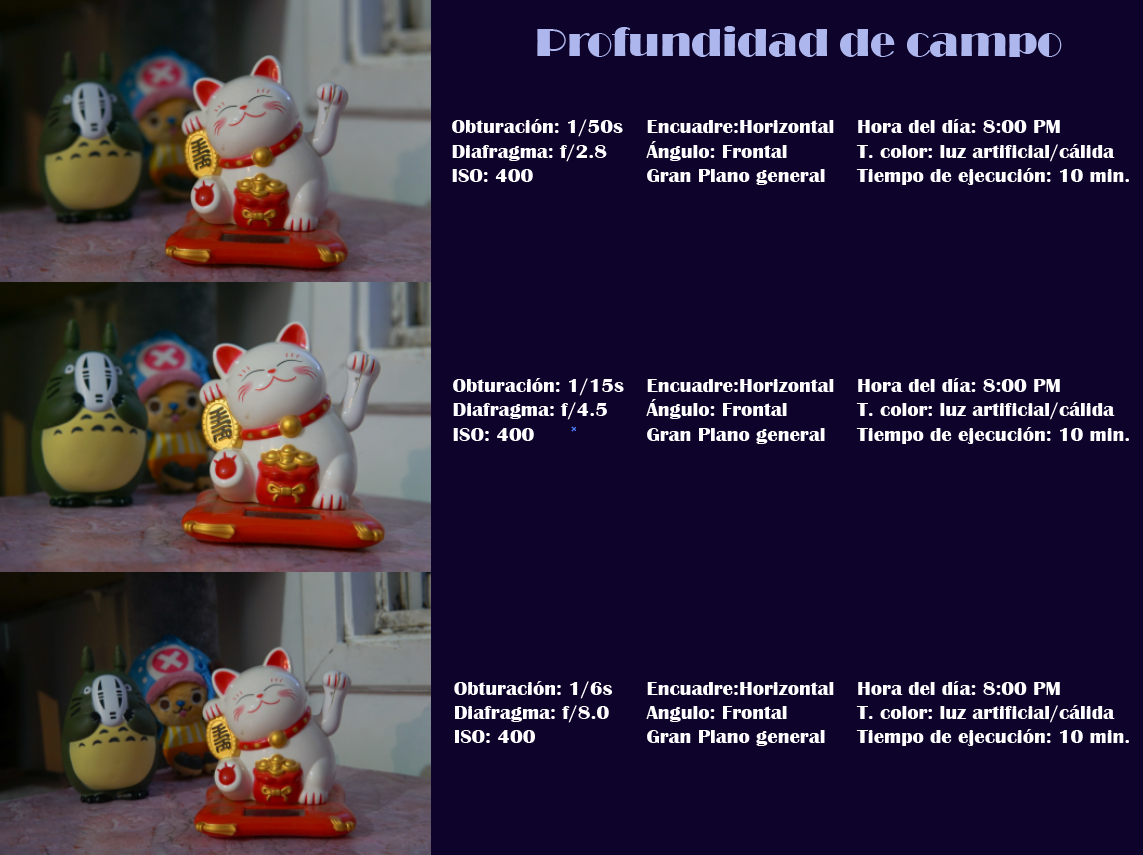 Profundidad de campo
Obturación: 1/50s
Diafragma: f/2.8
ISO: 400
Encuadre:Horizontal
Ángulo: Frontal
Gran Plano general
Hora del día: 8:00 PM
T. color: luz artificial/cálida
Tiempo de ejecución: 10 min.
Obturación: 1/15s
Diafragma: f/4.5
ISO: 400
Encuadre:Horizontal
Ángulo: Frontal
Gran Plano general
Hora del día: 8:00 PM
T. color: luz artificial/cálida
Tiempo de ejecución: 10 min.
Obturación: 1/6s
Diafragma: f/8.0
ISO: 400
Encuadre:Horizontal
Angulo: Frontal
Gran Plano general
Hora del día: 8:00 PM
T. color: luz artificial/cálida
Tiempo de ejecución: 10 min.